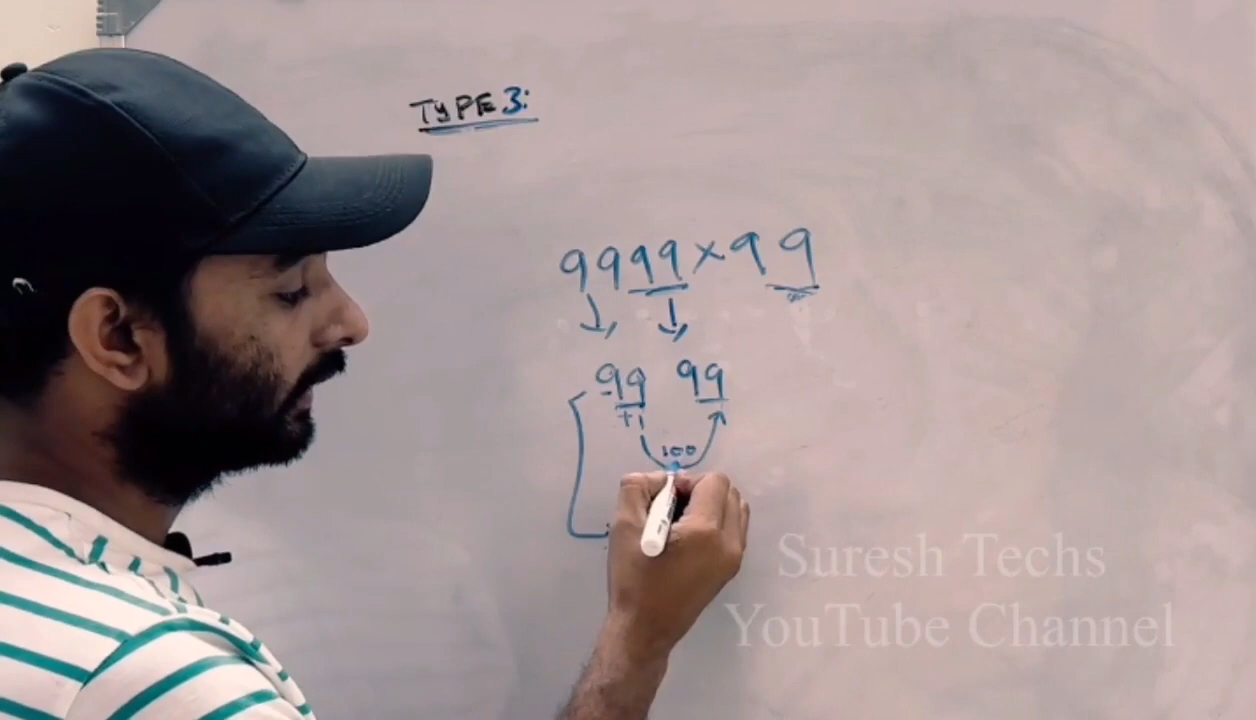 TYPE 3:
9999 × 99
99 99
+1
100
Suresh Techs
YouTube Channel